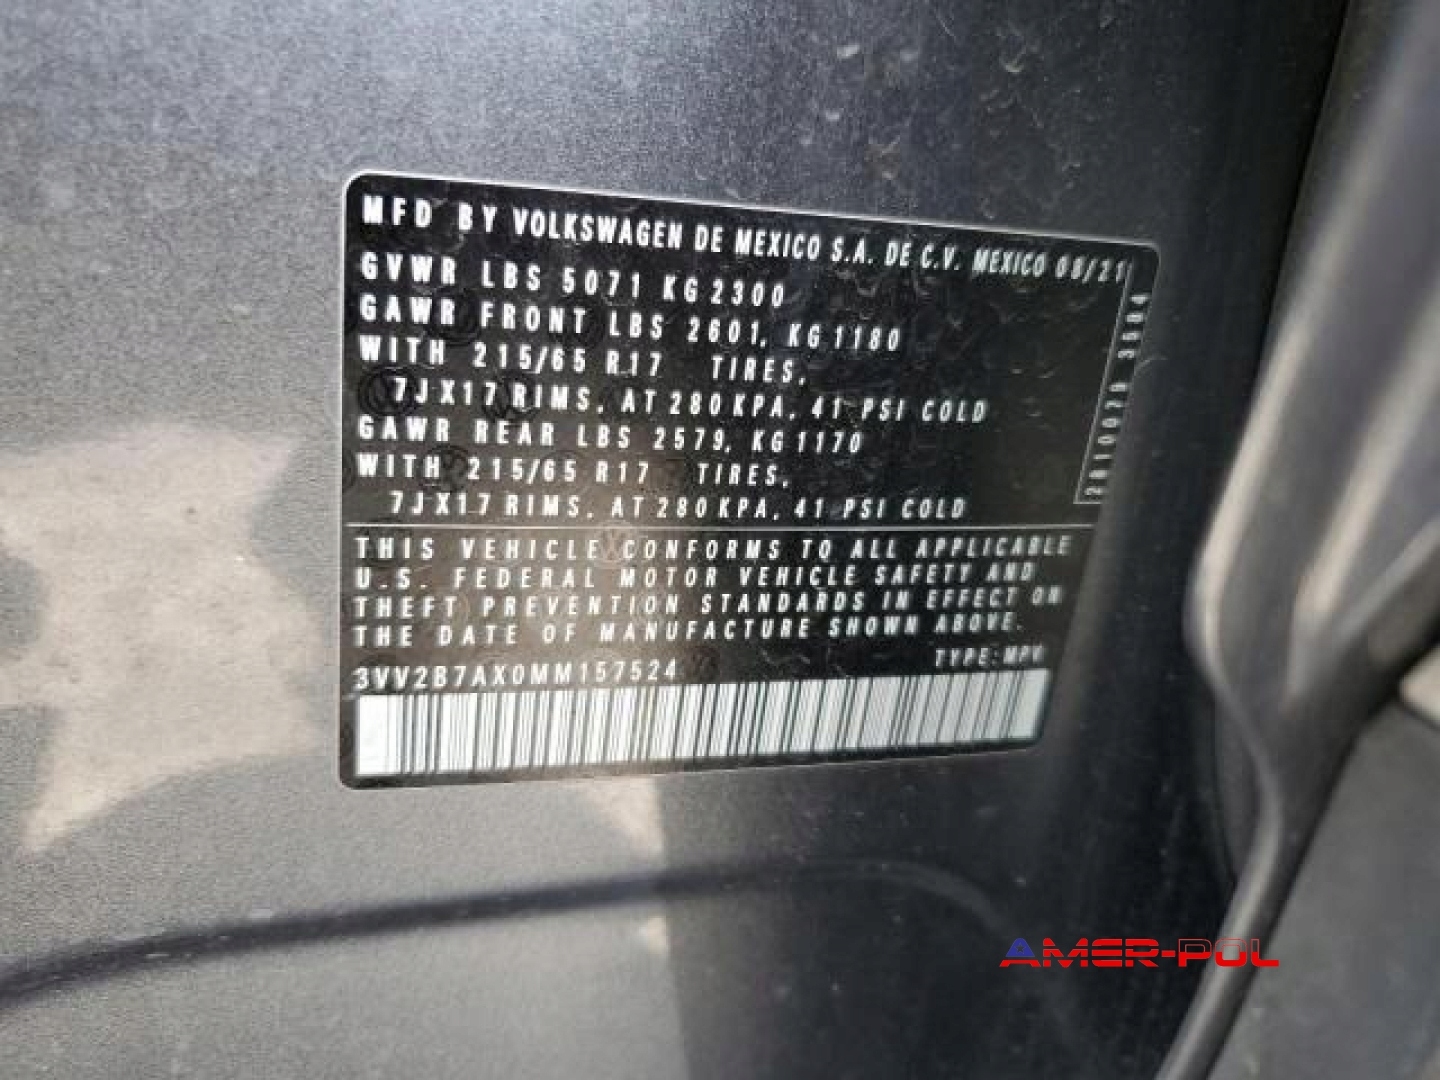 MFD BY VOLKSWAGEN DE MEXICO S.A. DE C.V. MEXICO 08/21
GVWR LBS 5071 KG 2300
GAWR FRONT LBS 2601, KG 1180
WITH 215/65 R17 TIRES,
7JX17 RIMS, AT 280 KPA, 41 PSI COLD
GAWR REAR LBS 2579, KG 1170
WITH 215/65 R17 TIRES,
7JX17 RIMS, AT 280 KPA, 41 PSI COLD
THIS VEHICLE CONFORMS TO ALL APPLICABLE
U.S. FEDERAL MOTOR VEHICLE SAFETY AND
THEFT PREVENTION STANDARDS IN EFFECT ON
THE DATE OF MANUFACTURE SHOWN ABOVE.
TYPE: MPV
3VV2B7AX0MM157524
AMER-POL